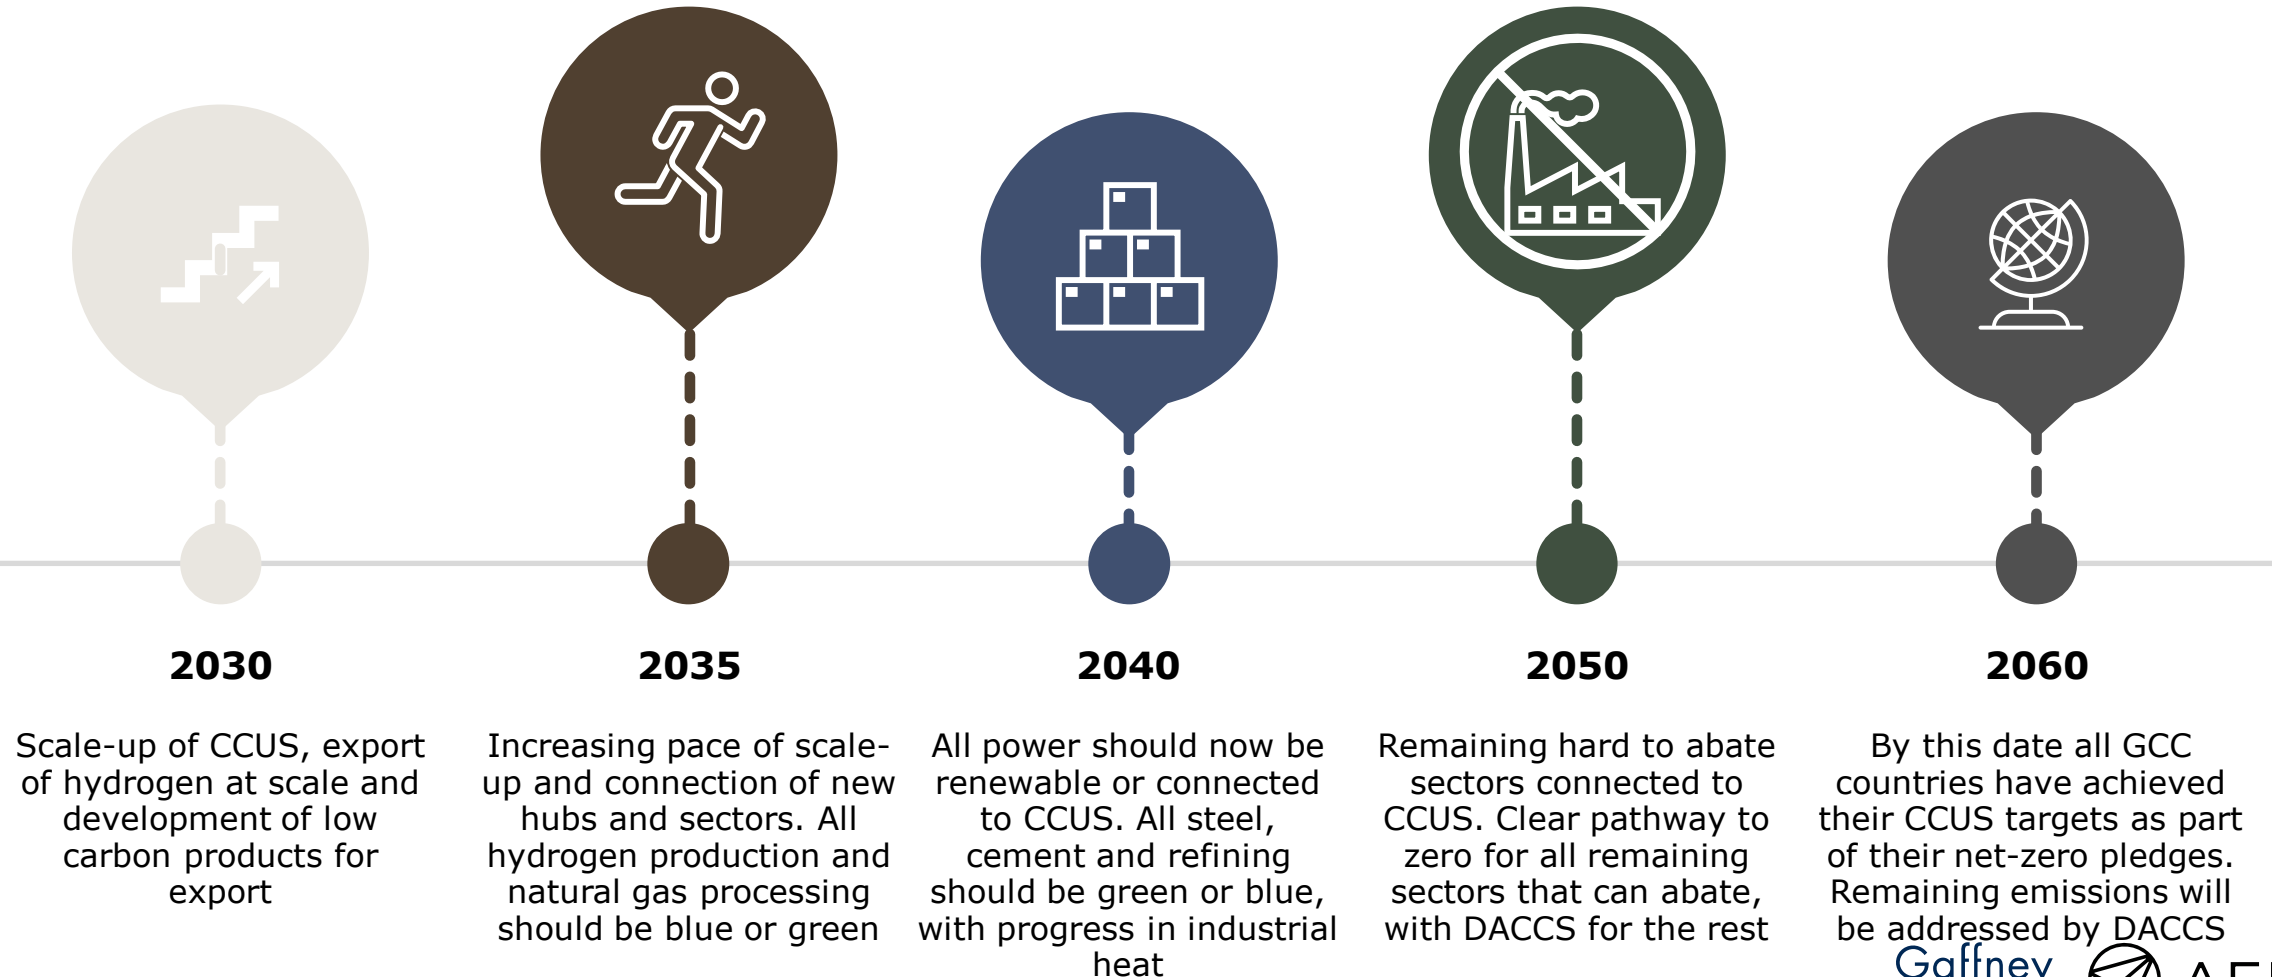 2030
Scale-up of CCUS, export
of hydrogen at scale and
development of low
carbon products for
export
2035
Increasing pace of scale-
up and connection of new
hubs and sectors. All
hydrogen production and
natural gas processing
should be blue or green
2040
All power should now be
renewable or connected
to CCUS. All steel,
cement and refining
should be green or blue,
with progress in industrial
heat
2050
Remaining hard to abate
sectors connected to
CCUS. Clear pathway to
zero for all remaining
sectors that can abate,
with DACCS for the rest
2060
By this date all GCC
countries have achieved
their CCUS targets as part
of their net-zero pledges.
Remaining emissions will
be addressed by DACCS
Gaffney